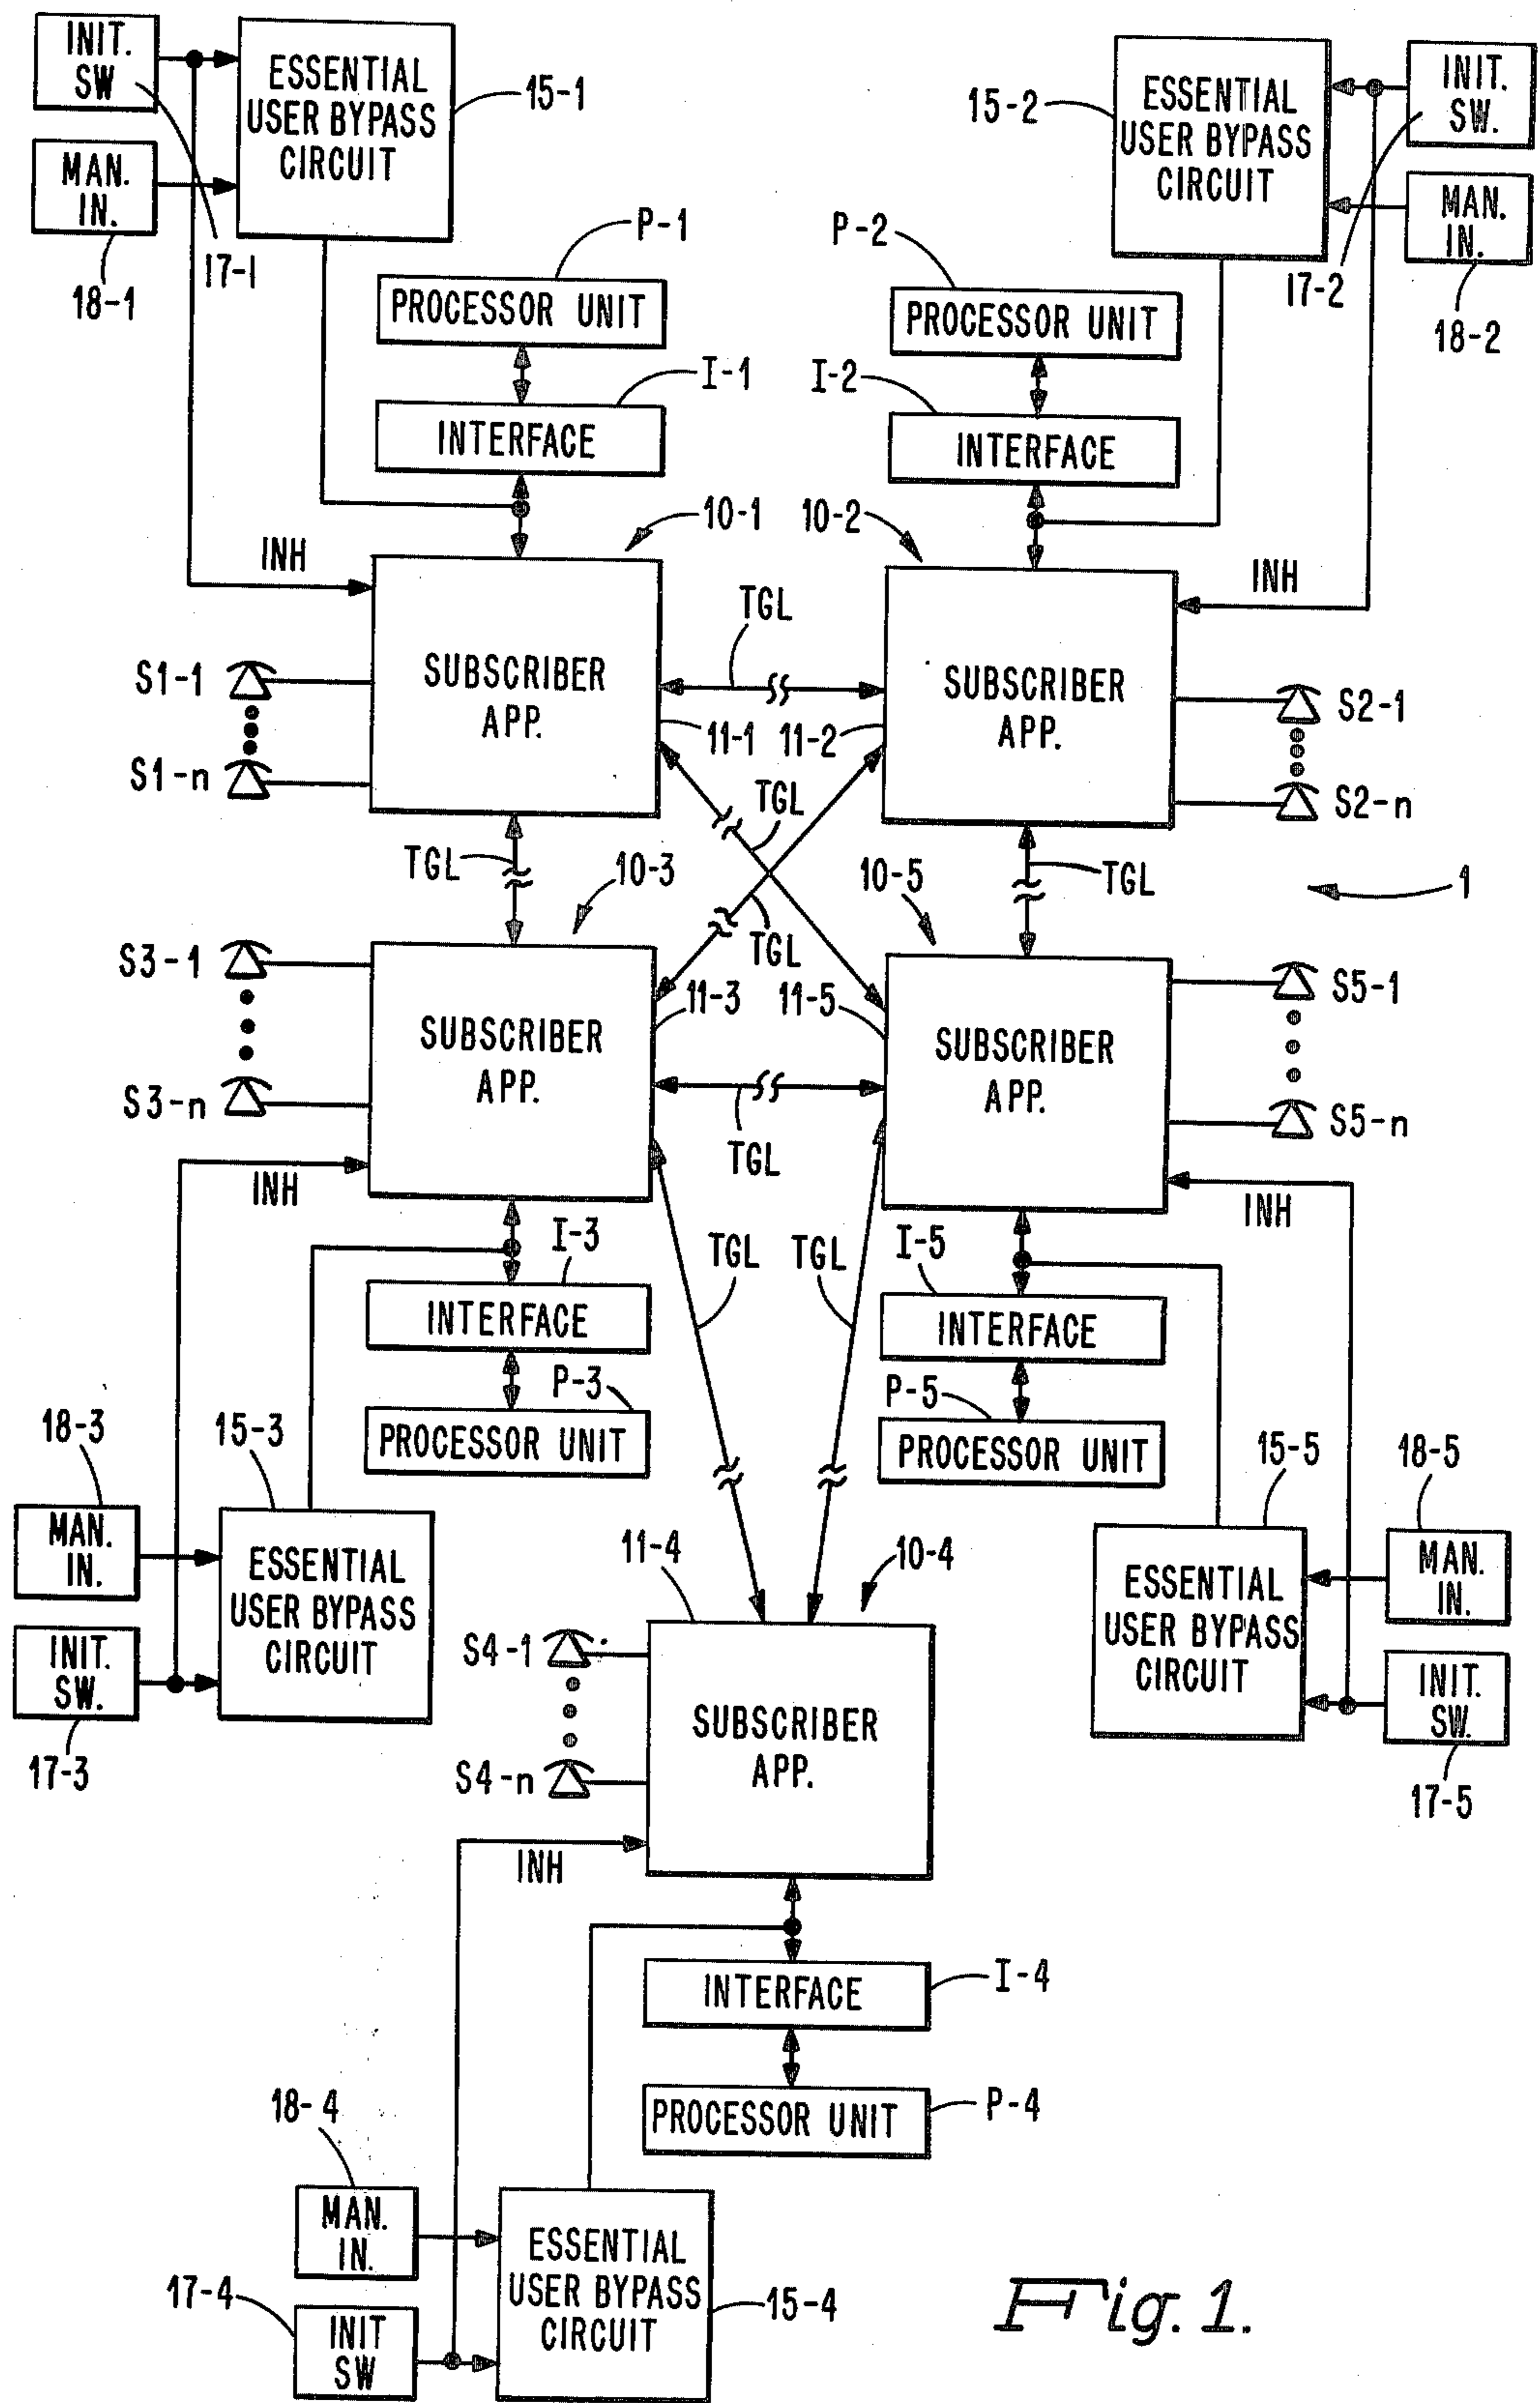 INIT.
SW
ESSENTIAL
USER BYPASS
CIRCUIT
15-1
MAN.
IN.
18-1
17-1
15-2
ESSENTIAL
USER BYPASS
CIRCUIT
INIT.
SW.
MAN.
IN.
17-2
18-2
P-1
PROCESSOR UNIT
I-1
INTERFACE
P-2
PROCESSOR UNIT
I-2
INTERFACE
10-1
10-2
INH
INH
SUBSCRIBER
APP.
TGL
SUBSCRIBER
APP.
S1-1
S1-n
11-1
11-2
S2-1
S2-n
TGL
TGL
TGL
TGL
10-3
10-5
1
S3-1
S3-n
11-3
11-5
SUBSCRIBER
APP.
TGL
SUBSCRIBER
APP.
S5-1
S5-n
INH
INH
I-3
INTERFACE
P-3
PROCESSOR UNIT
TGL
TGL
I-5
INTERFACE
P-5
PROCESSOR UNIT
18-3
15-3
MAN.
IN.
INIT.
SW.
17-3
ESSENTIAL
USER BYPASS
CIRCUIT
15-5
18-5
ESSENTIAL
USER BYPASS
CIRCUIT
MAN.
IN.
INIT.
SW.
17-5
11-4
10-4
S4-1
S4-n
SUBSCRIBER
APP.
INH
INTERFACE
I-4
PROCESSOR UNIT
P-4
18-4
MAN.
IN.
17-4
INIT
SW
ESSENTIAL
USER BYPASS
CIRCUIT
15-4
Fig. 1.